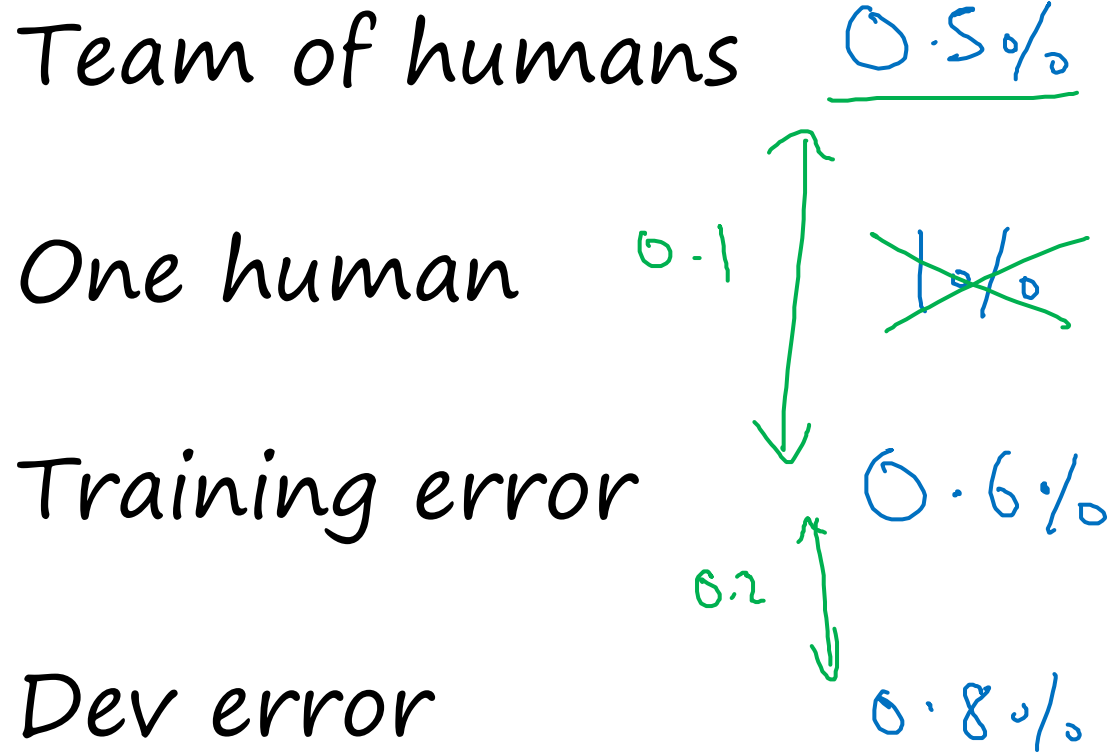 Team of humans 0.5%
One human 0.1 1%
Training error 0.6%
0.2
Dev error 0.8%